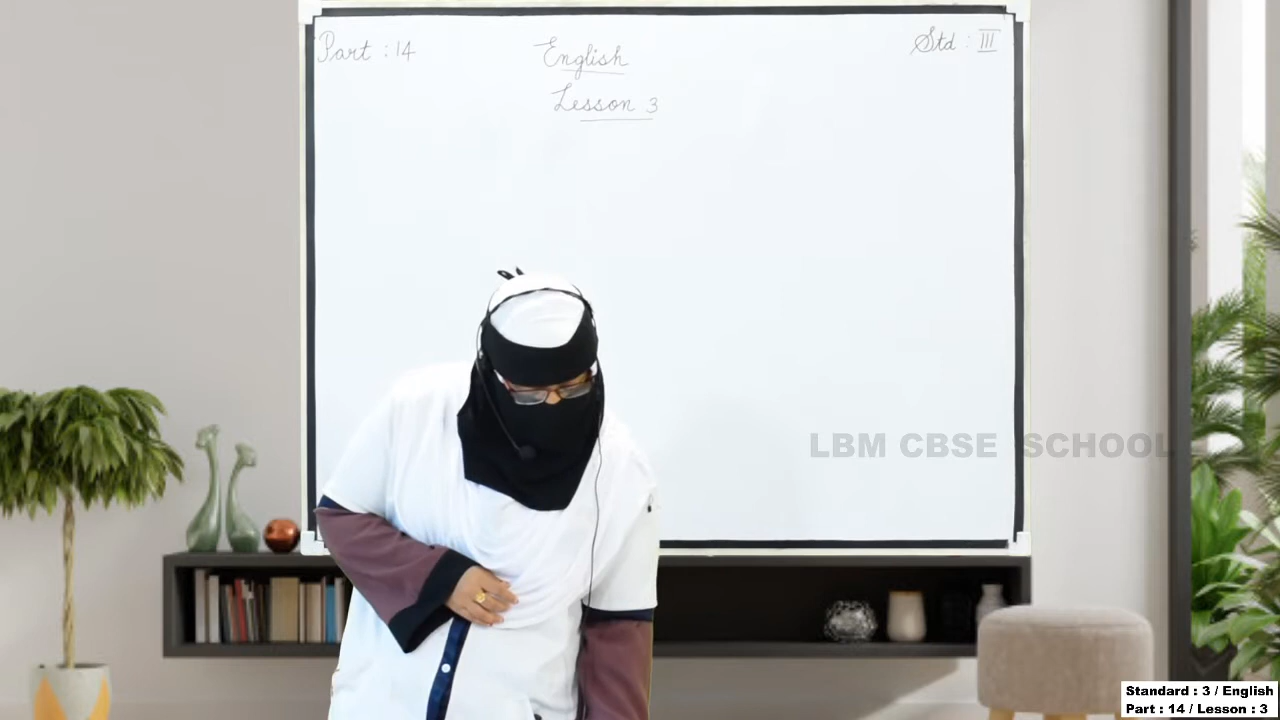 Part : 14
English
Std : III
Lesson 3
LBM CBSE SCHOOL
Standard : 3 / English
Part : 14 / Lesson : 3